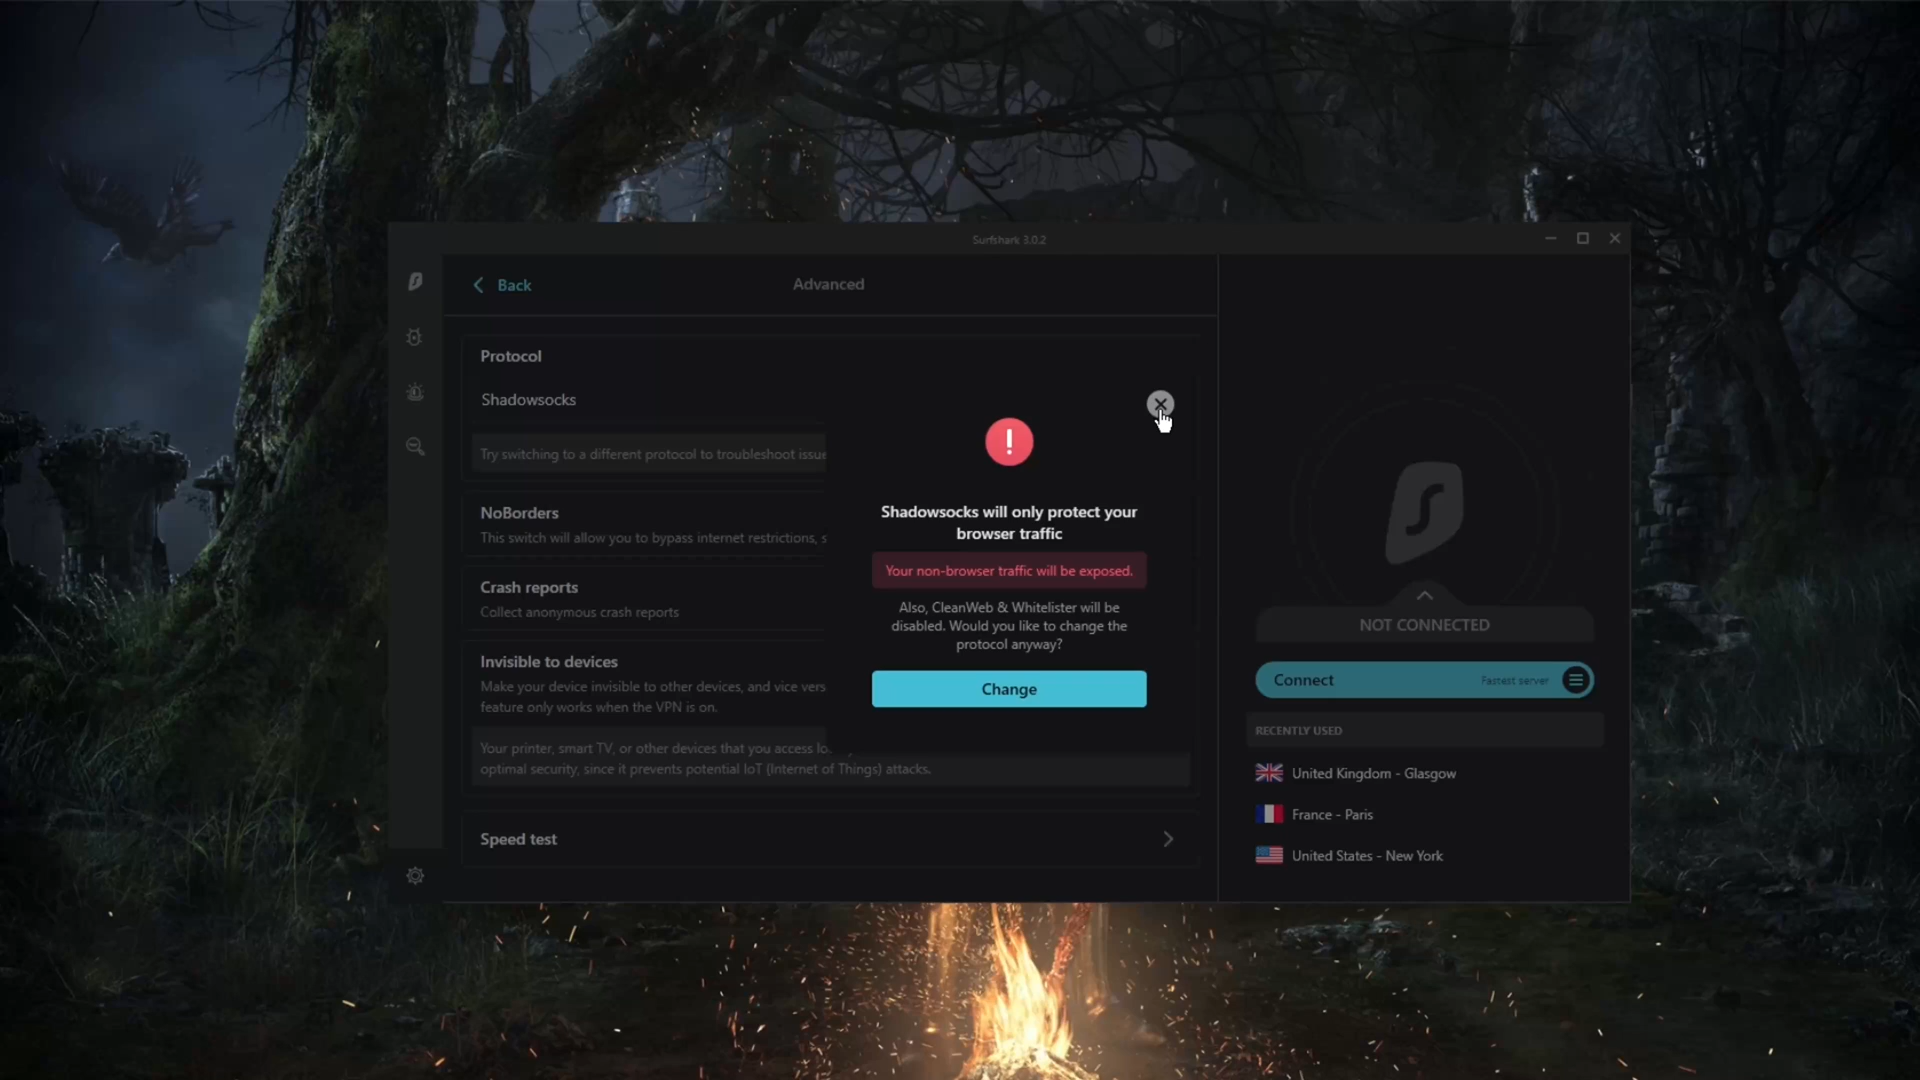 Surfshark 3.0.2
Back
Advanced
Protocol
Shadowsocks
Try switching to a different protocol to troubleshoot issue
NoBorders
This switch will allow you to bypass internet restrictions, s
Crash reports
Collect anonymous crash reports
Invisible to devices
Make your device invisible to other devices, and vice vers
feature only works when the VPN is on.
Your printer, smart TV, or other devices that you access lo
optimal security, since it prevents potential IoT (Internet of Things) attacks.
Speed test
Shadowsocks will only protect your
browser traffic
Your non-browser traffic will be exposed.
Also, CleanWeb & Whitelister will be
disabled. Would you like to change the
protocol anyway?
Change
NOT CONNECTED
Connect
Fastest server
RECENTLY USED
United Kingdom - Glasgow
France - Paris
United States - New York